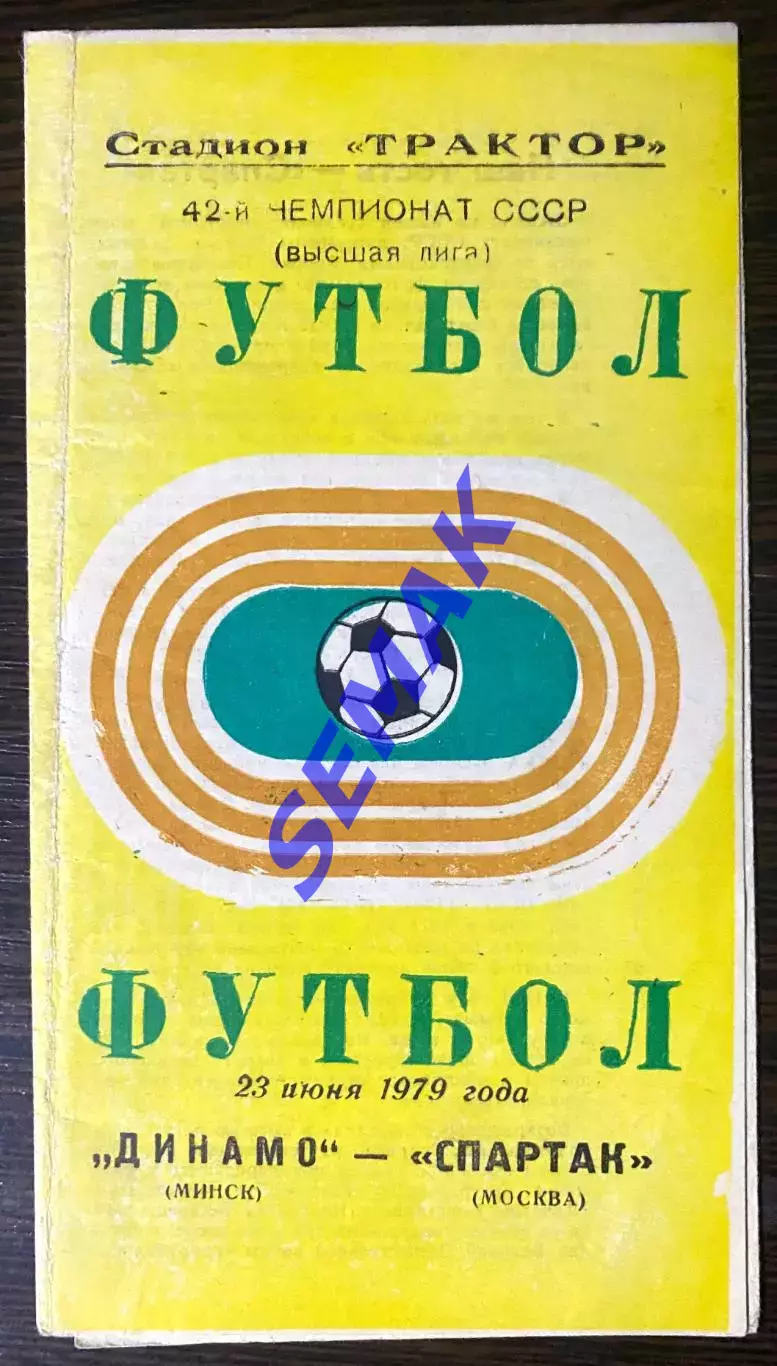 Стадион «ТРАКТОР»
42-й ЧЕМПИОНАТ СССР
(высшая лига)
ФУТБОЛ
SEMAK
ФУТБОЛ
23 июня 1979 года
„ДИНАМО“ — «СПАРТАК»
(МИНСК) (МОСКВА)